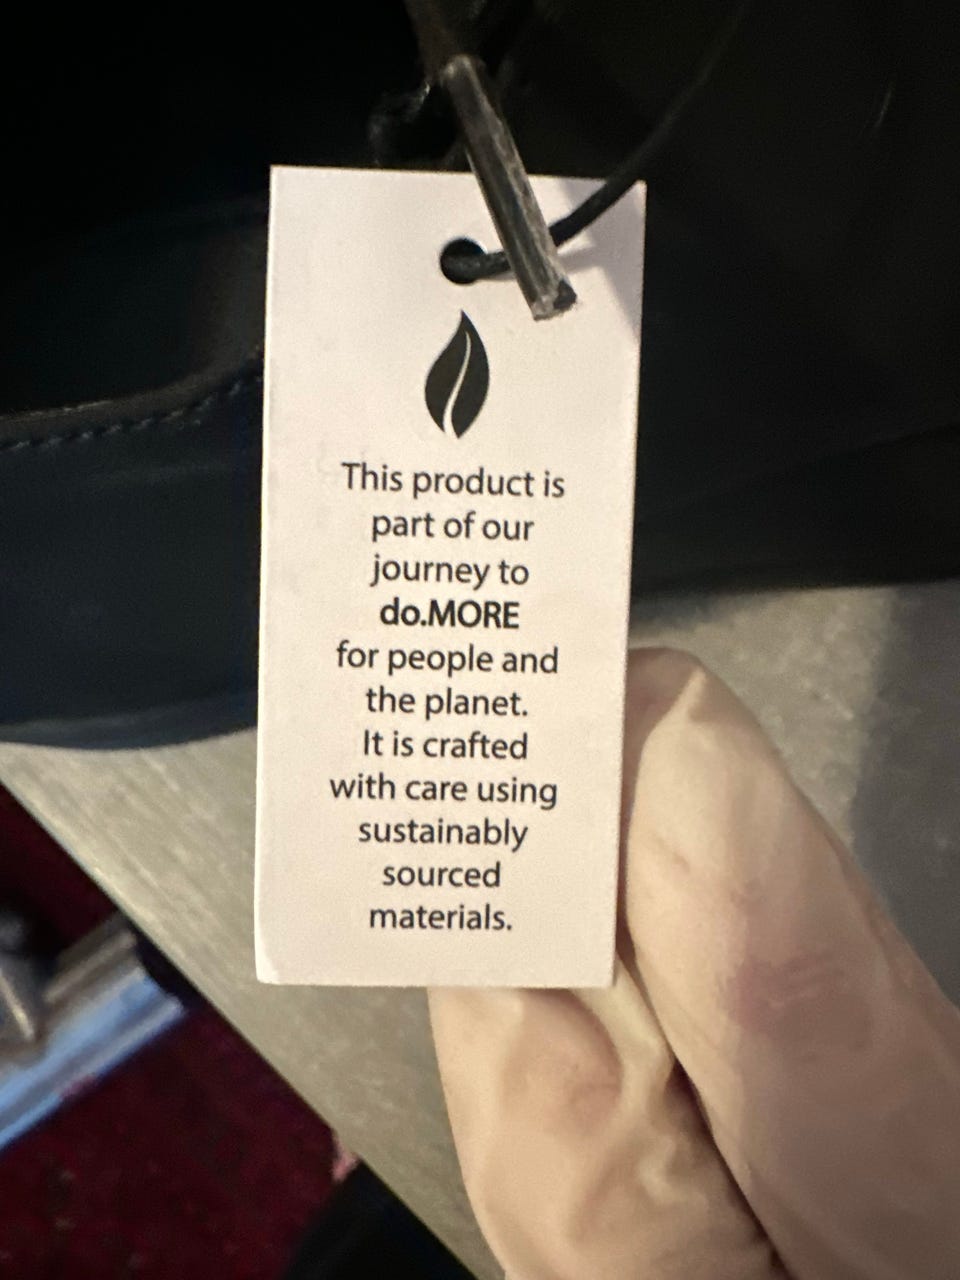 This product is
part of our
journey to
do.MORE
for people and
the planet.
It is crafted
with care using
sustainably
sourced
materials.